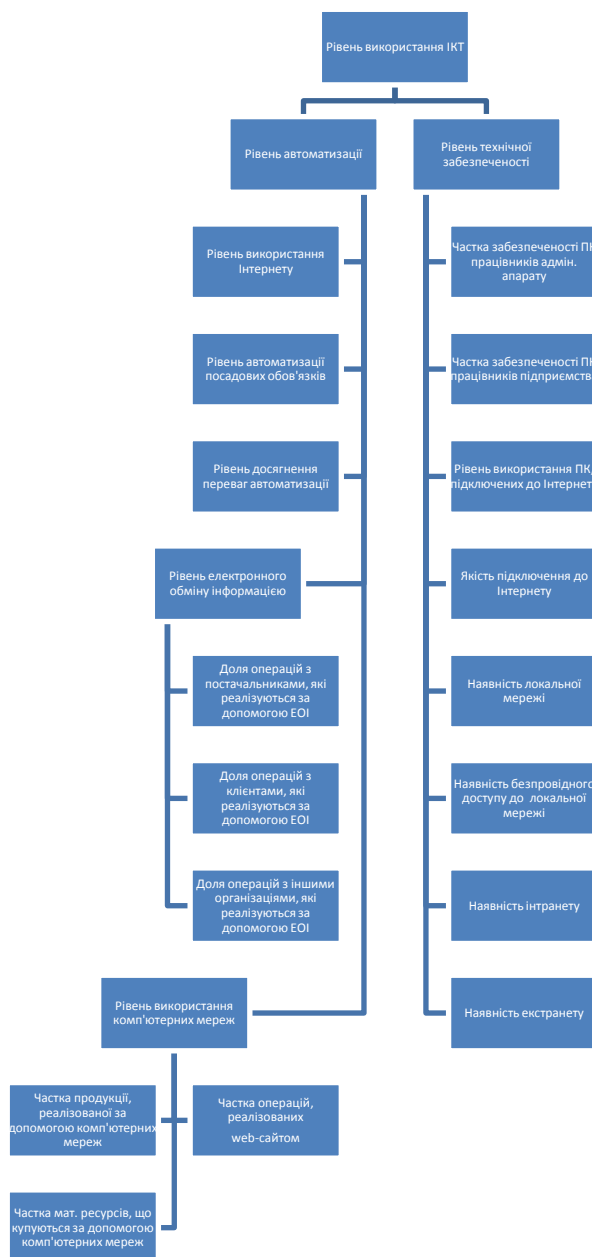 Рівень використання ІКТ
Рівень автоматизації
Рівень технічної
забезпеченості
Рівень використання
Інтернету
Частка забезпеченості ПК
працівників адмін.
апарату
Рівень автоматизації
посадових обов'язків
Частка забезпеченості ПК
працівників підприємств
Рівень досягнення
переваг автоматизації
Рівень використання ПК,
підключених до Інтернет
Рівень електронного
обміну інформацією
Якість підключення до
Інтернету
Доля операцій з
постачальниками, які
реалізуються за
допомогою ЕОІ
Наявність локальної
мережі
Доля операцій з
клієнтами, які
реалізуються за
допомогою ЕОІ
Наявність безпровідного
доступу до локальної
мережі
Доля операцій з іншими
організаціями, які
реалізуються за
допомогою ЕОІ
Наявність інтранету
Рівень використання
комп'ютерних мереж
Наявність екстранету
Частка продукції,
реалізованої за
допомогою комп'ютерних
мереж
Частка операцій,
реалізованих
web-сайтом
Частка мат. ресурсів, що
купуються за допомогою
комп'ютерних мереж